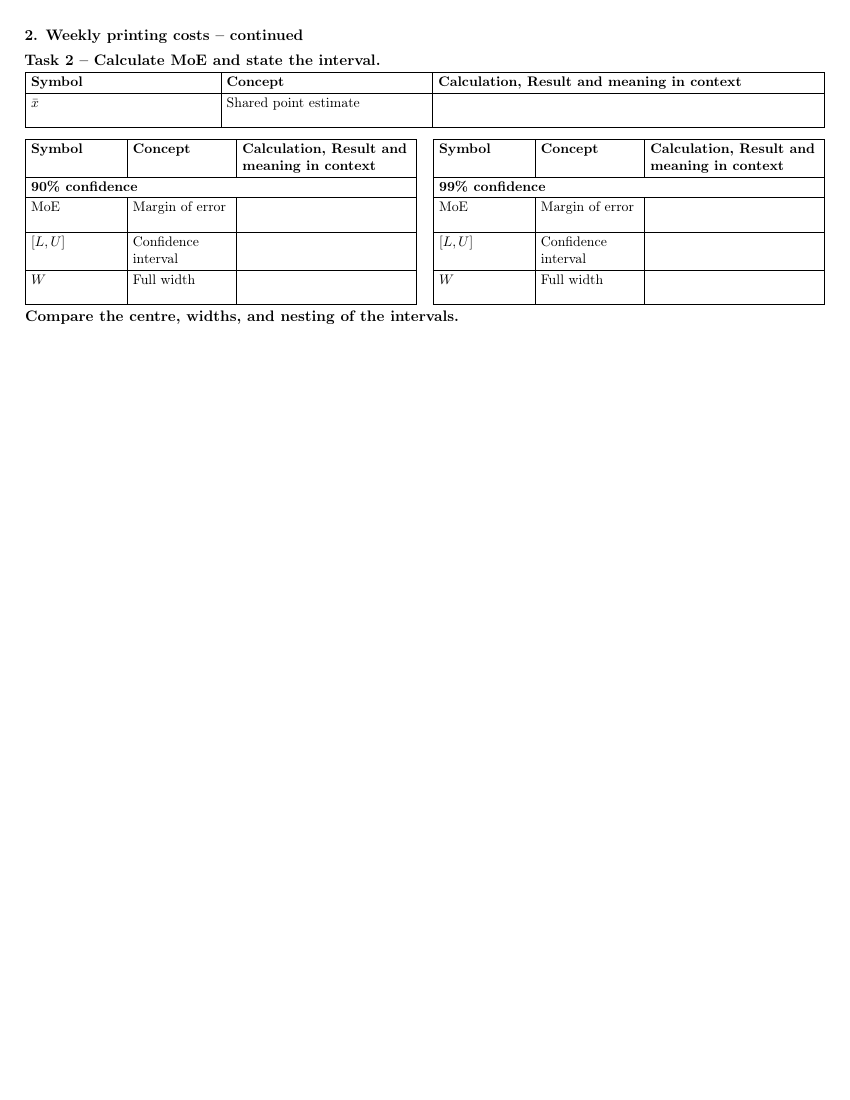 2. Weekly printing costs – continued
Task 2 – Calculate MoE and state the interval.
Symbol Concept Calculation, Result and meaning in context
x̄ Shared point estimate
Symbol Concept Calculation, Result and meaning in context
90% confidence
MoE Margin of error
[L, U] Confidence interval
W Full width
Symbol Concept Calculation, Result and meaning in context
99% confidence
MoE Margin of error
[L, U] Confidence interval
W Full width
Compare the centre, widths, and nesting of the intervals.